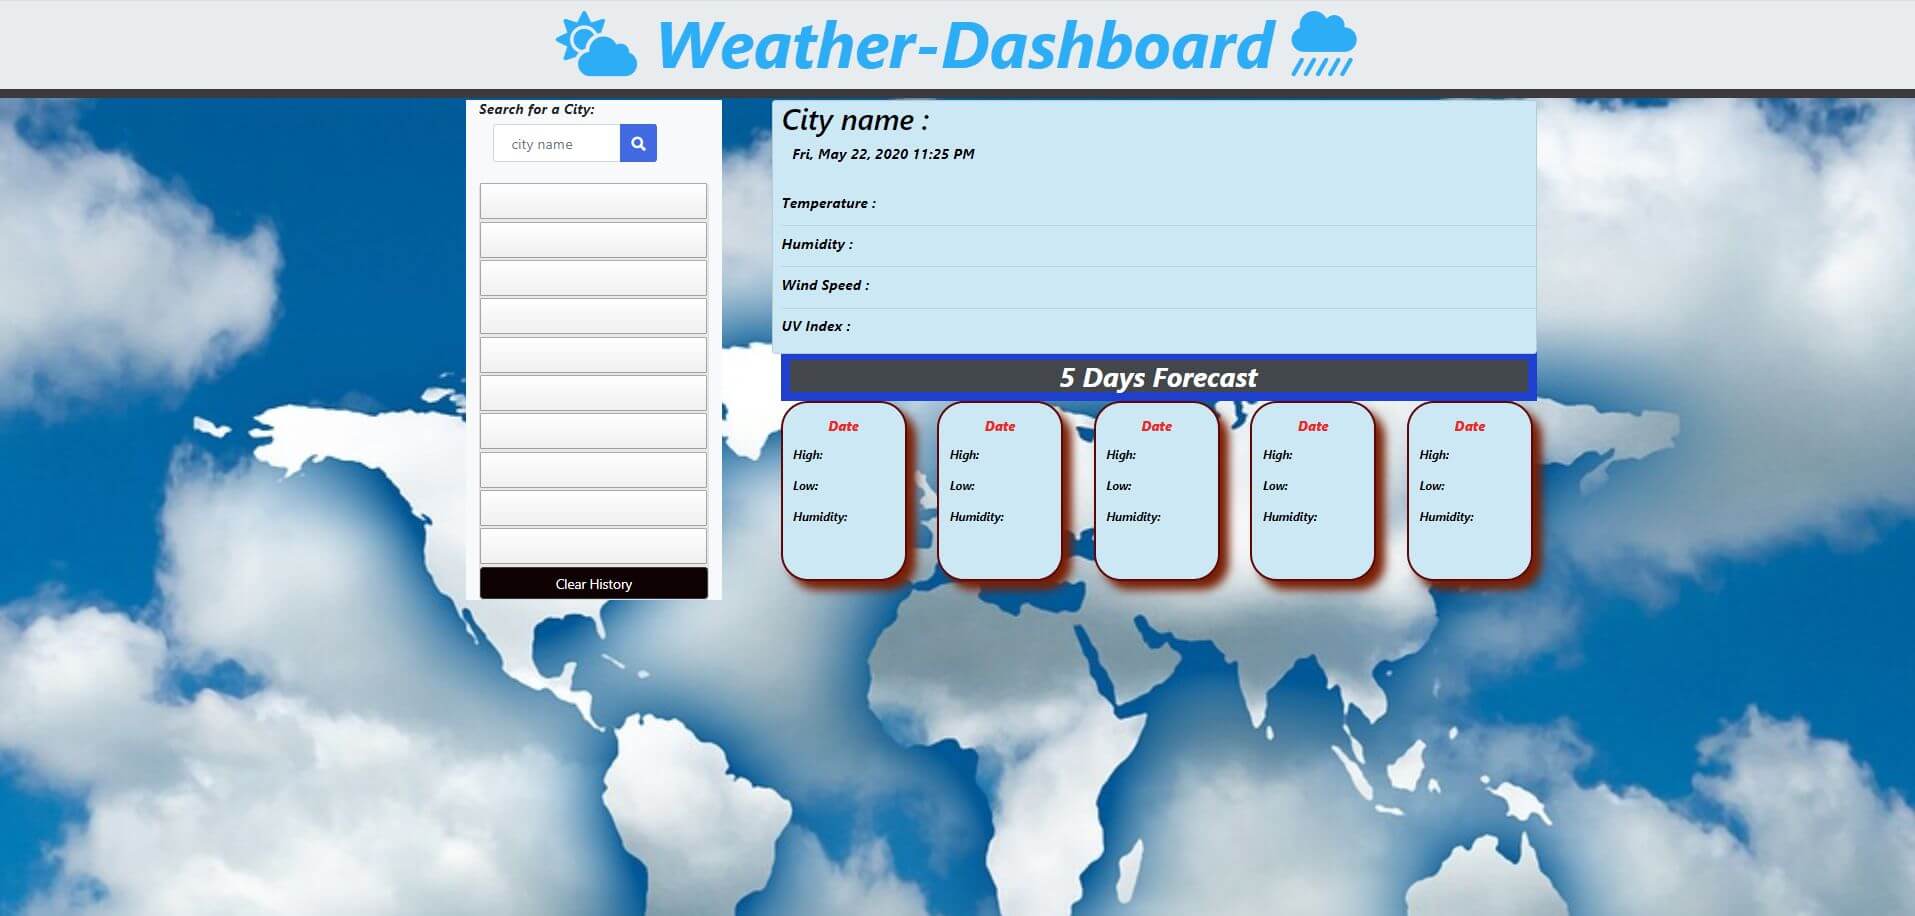 Weather-Dashboard
Search for a City:
city name
Clear History
City name :
Fri, May 22, 2020 11:25 PM
Temperature :
Humidity :
Wind Speed :
UV Index :
5 Days Forecast
Date
High:
Low:
Humidity:
Date
High:
Low:
Humidity:
Date
High:
Low:
Humidity:
Date
High:
Low:
Humidity:
Date
High:
Low:
Humidity: